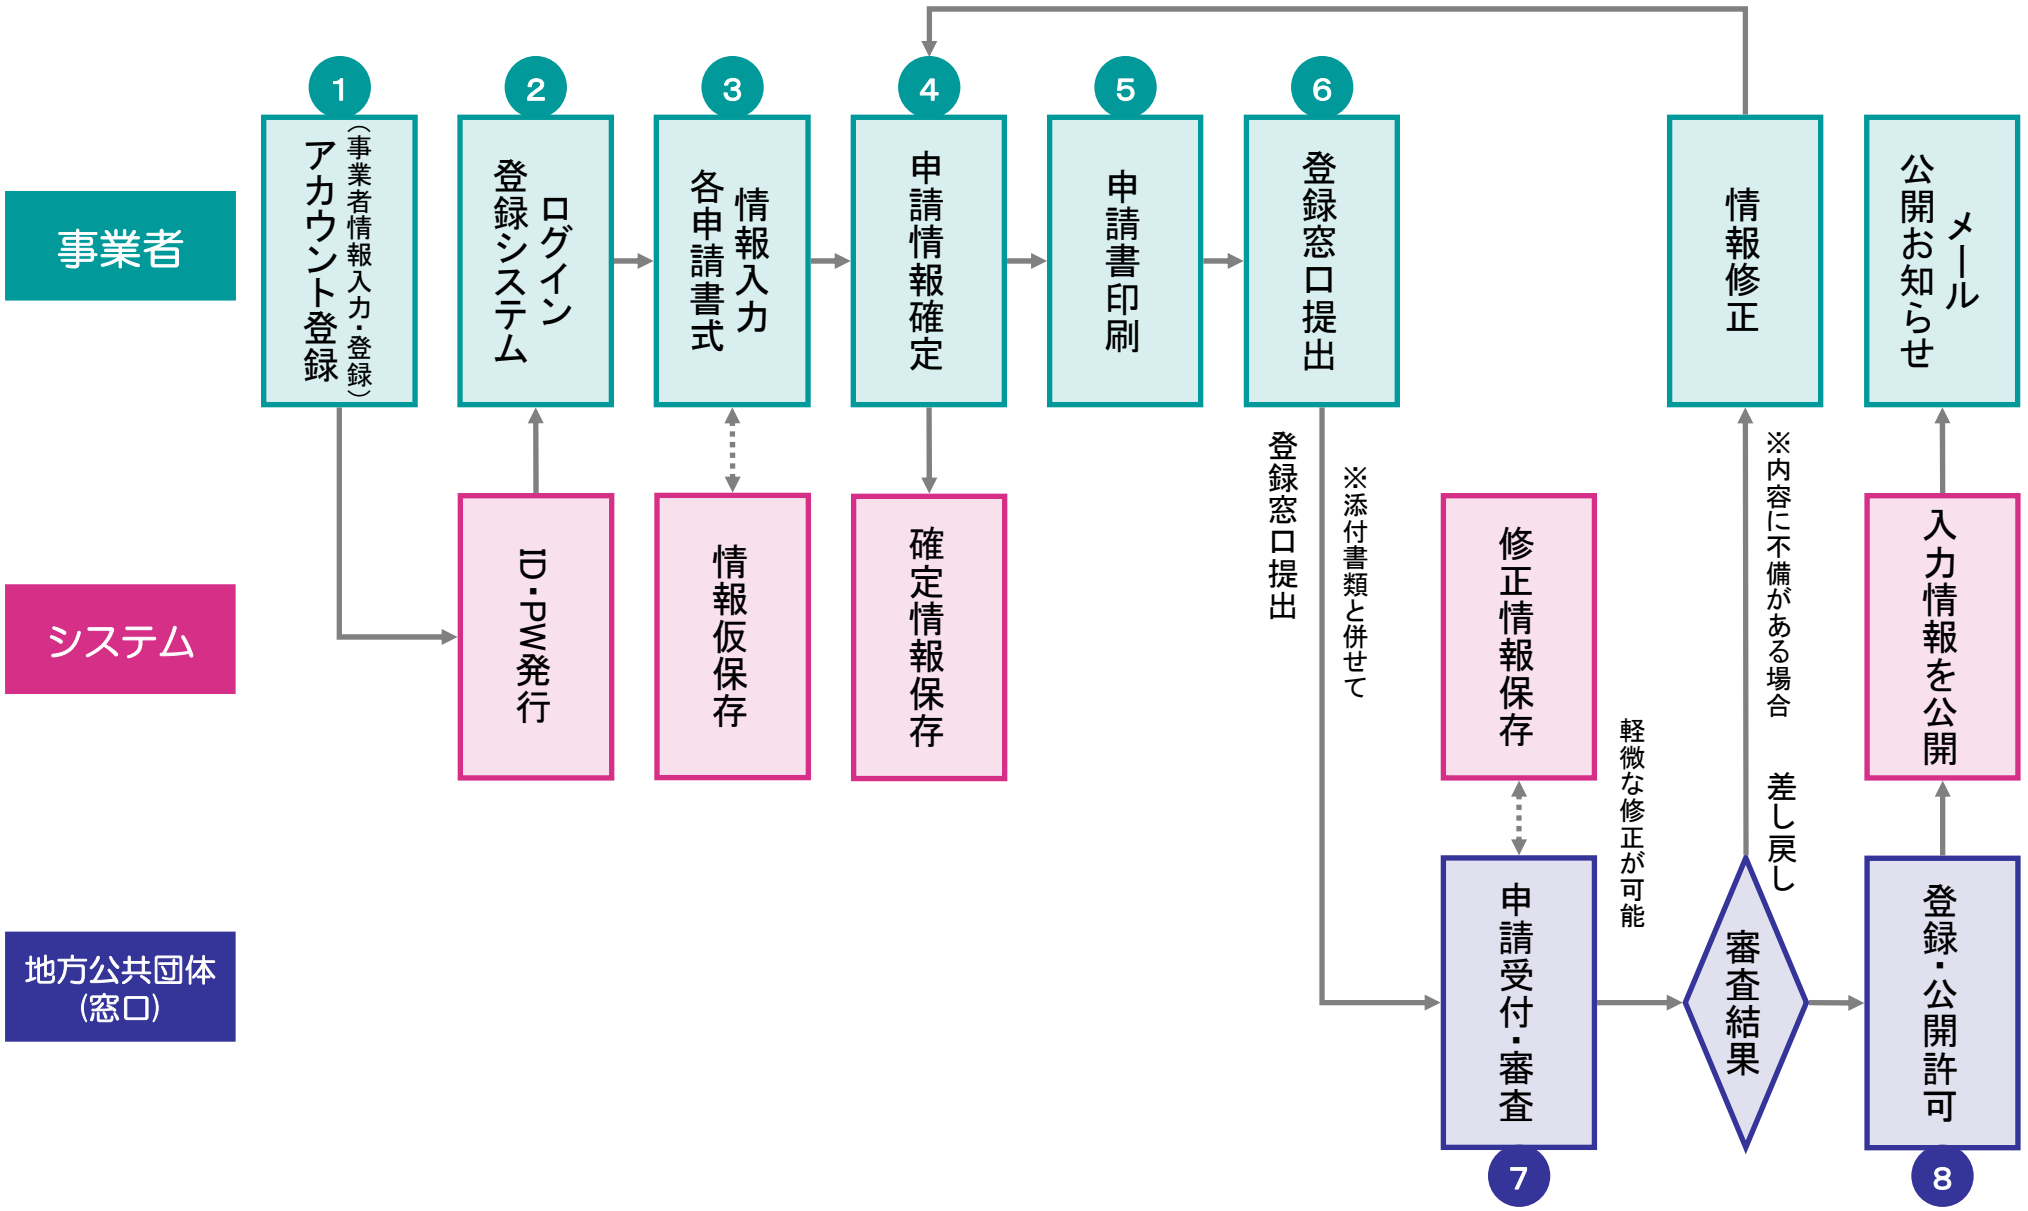 1
2
3
4
5
6
事業者
アカウント登録
(事業者情報入力・登録)
登録システム
ログイン
各申請書式
情報入力
申請情報確定
申請書印刷
登録窓口提出
情報修正
公開お知らせ
メール
登録窓口提出
※添付書類と併せて
※内容に不備がある場合
差し戻し
システム
ID・PW発行
情報仮保存
確定情報保存
修正情報保存
入力情報を公開
軽微な修正が可能
地方公共団体
(窓口)
申請受付・審査
審査結果
登録・公開許可
7
8